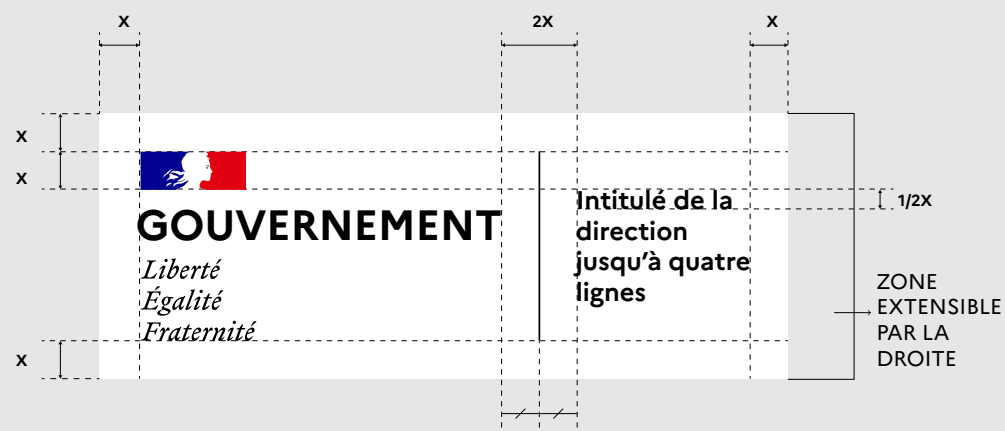 X
2X
X
X
X
GOUVERNEMENT
Liberté
Égalité
Fraternité
Intitulé de la
direction
jusqu'à quatre
lignes
1/2X
ZONE
EXTENSIBLE
PAR LA
DROITE
X